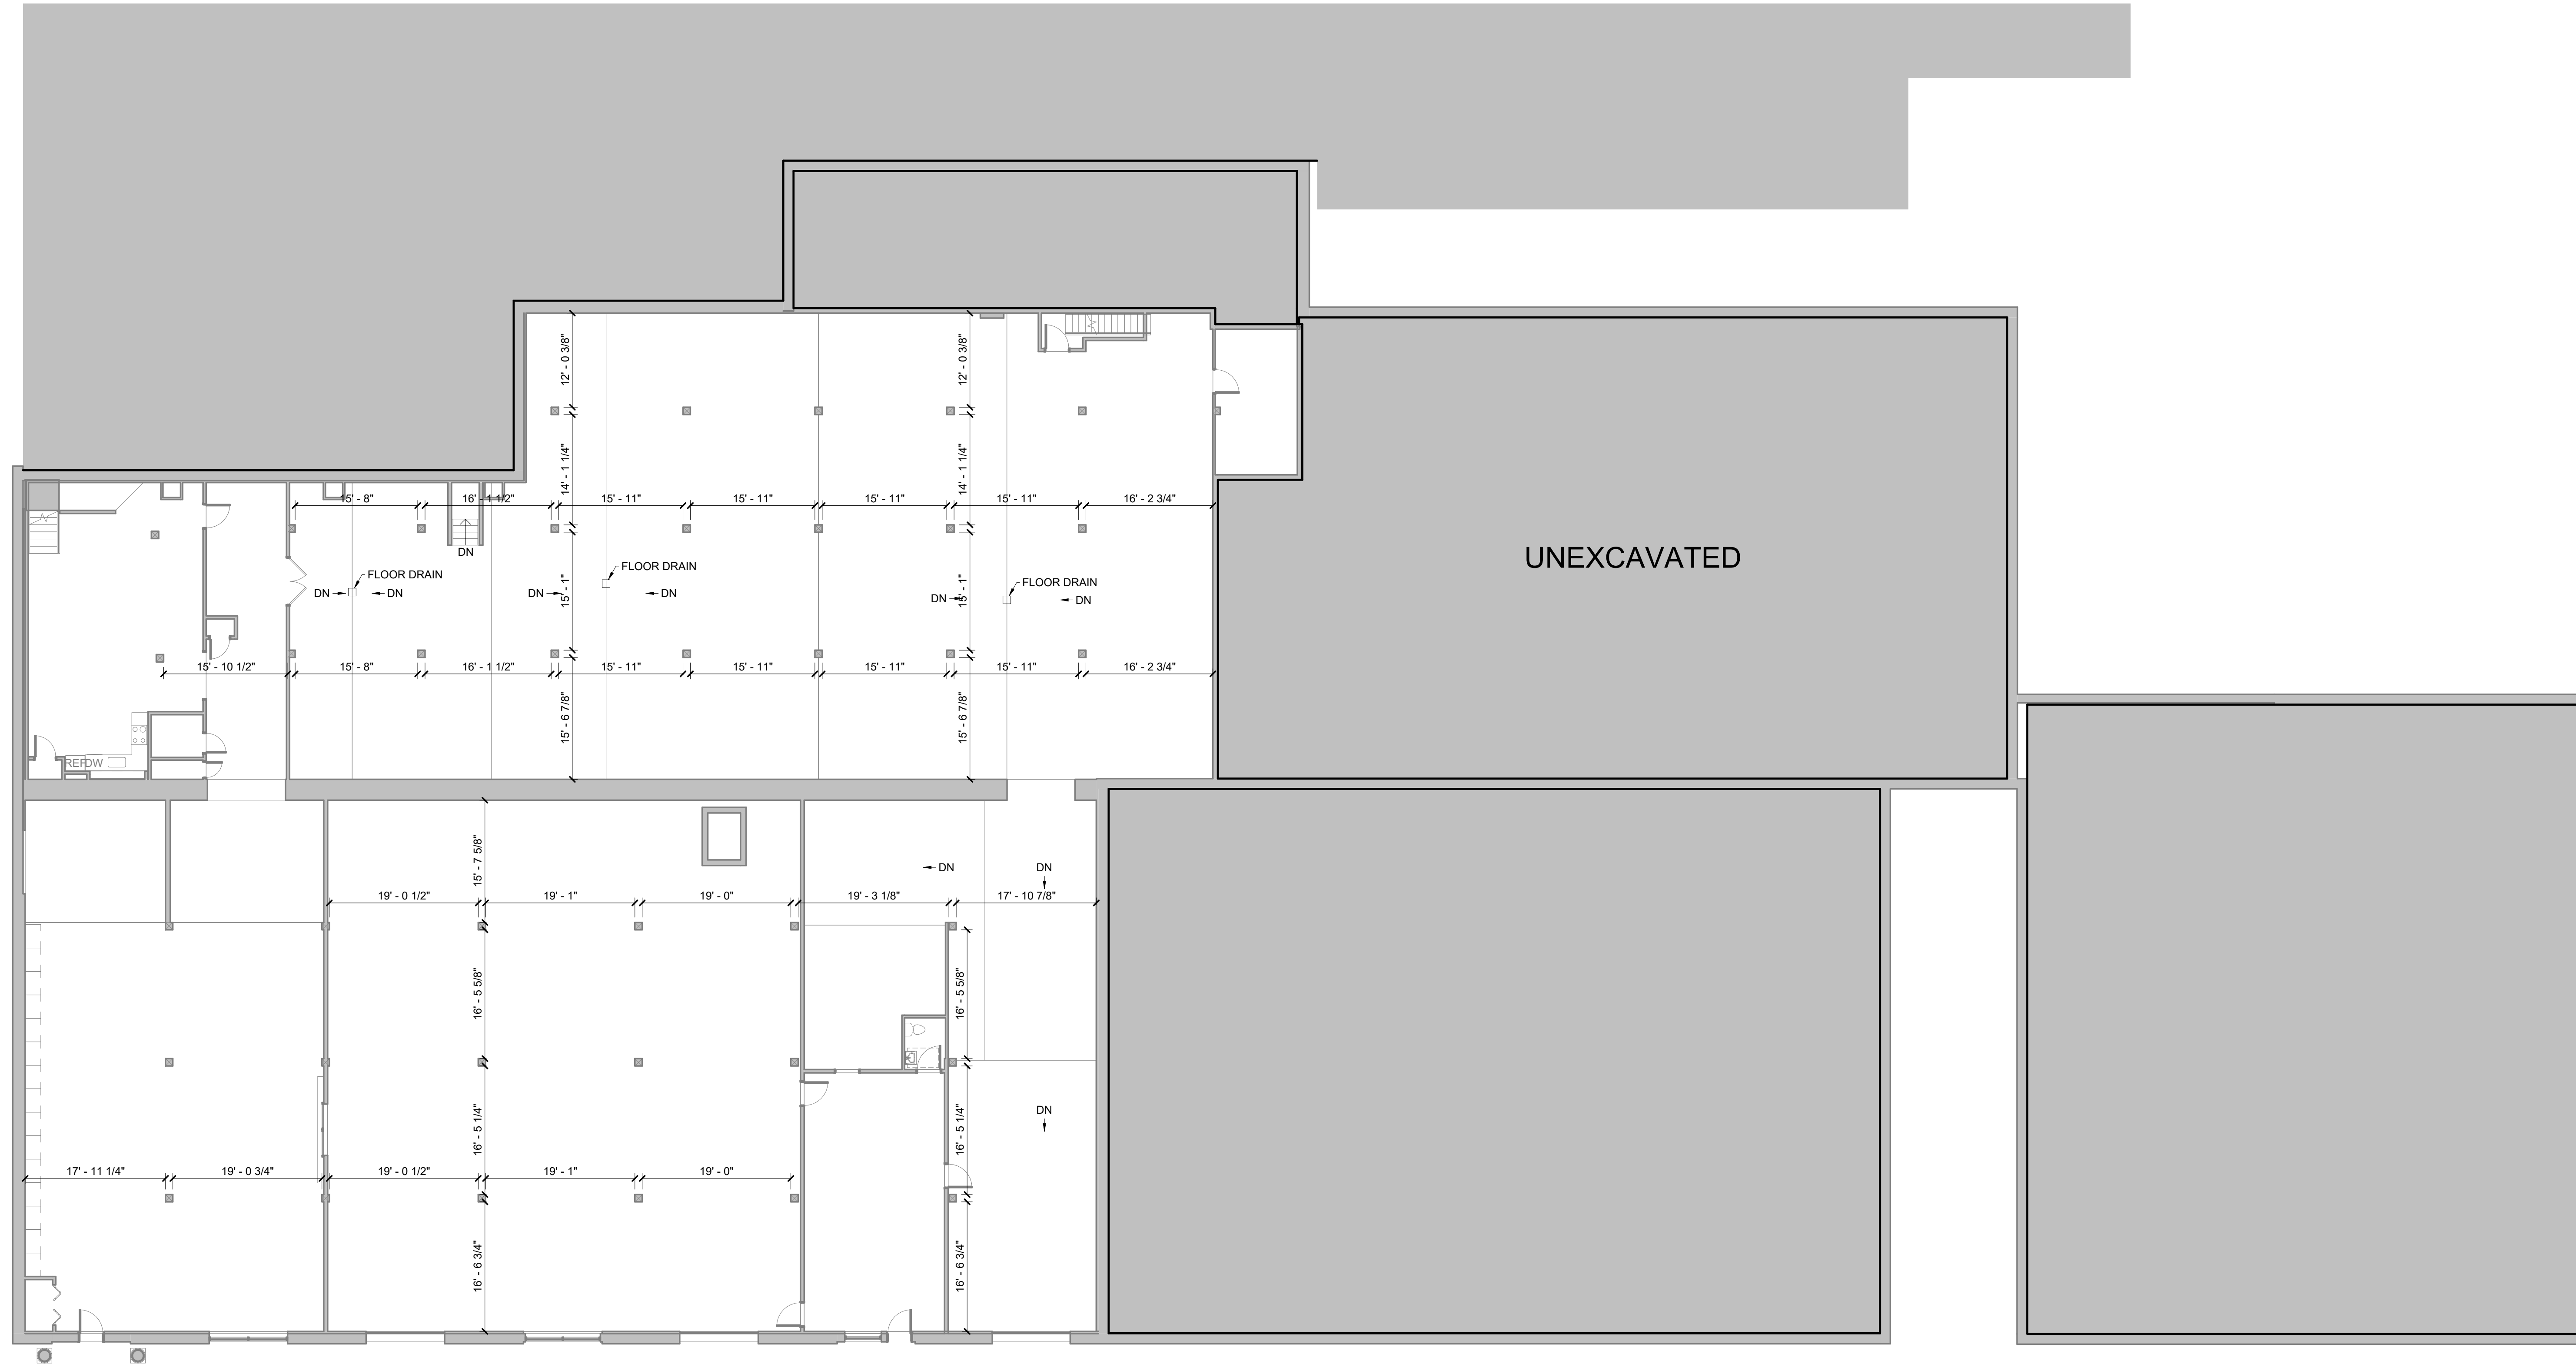 12' - 0 3/8"
12' - 0 3/8"
14' - 1 1/4"
14' - 1 1/4"
15' - 8"
16' - 1 1/2"
15' - 11"
15' - 11"
15' - 11"
15' - 11"
16' - 2 3/4"
DN
UNEXCAVATED
FLOOR DRAIN
FLOOR DRAIN
FLOOR DRAIN
DN
DN
DN
15' - 1"
DN
DN
15' - 1"
DN
15' - 10 1/2"
15' - 8"
16' - 1 1/2"
15' - 11"
15' - 11"
15' - 11"
15' - 11"
16' - 2 3/4"
15' - 6 7/8"
15' - 6 7/8"
REF
DW
15' - 7 5/8"
DN
DN
19' - 0 1/2"
19' - 1"
19' - 0"
19' - 3 1/8"
17' - 10 7/8"
16' - 5 5/8"
16' - 5 5/8"
16' - 5 1/4"
16' - 5 1/4"
DN
17' - 11 1/4"
19' - 0 3/4"
19' - 0 1/2"
19' - 1"
19' - 0"
16' - 6 3/4"
16' - 6 3/4"